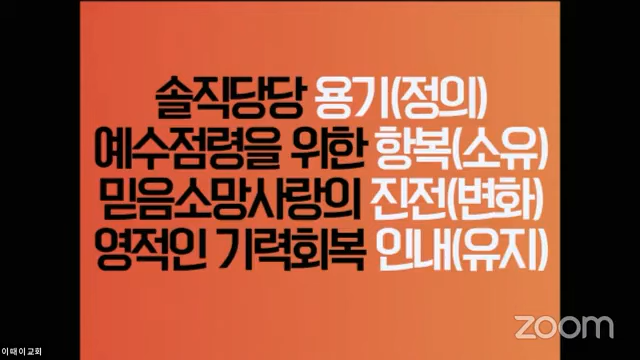 솔직당당 용기(정의)
예수점령을 위한 항복(소유)
믿음소망사랑의 진전(변화)
영적인 기력회복 인내(유지)
이태이교회
zoom